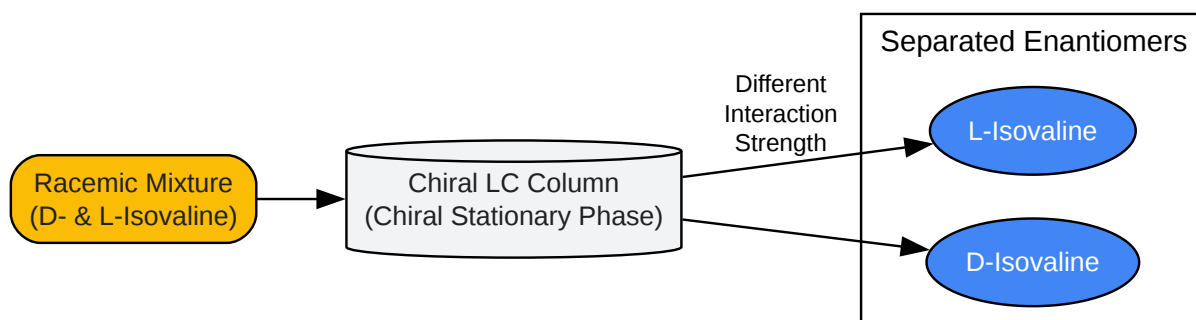 Racemic Mixture
(D- & L-Isovaline)
Chiral LC Column
(Chiral Stationary Phase)
Different
Interaction
Strength
Separated Enantiomers
L-Isovaline
D-Isovaline